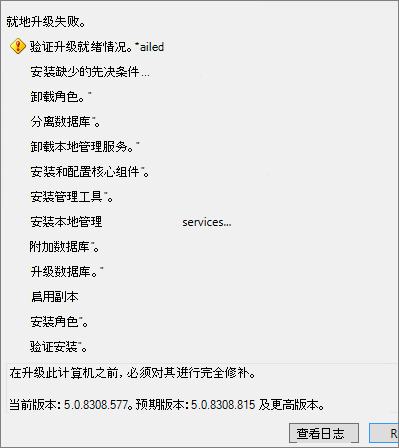 就地升级失败。
验证升级就绪情况。*ailed
安装缺少的先决条件 ...
卸载角色。"
分离数据库"。
卸载本地管理服务。"
安装和配置核心组件"。
安装管理工具"。
安装本地管理 services...
附加数据库"。
升级数据库。"
启用副本
安装角色"。
验证安装"。
在升级此计算机之前，必须对其进行完全修补。
当前版本: 5.0.8308.577。预期版本: 5.0.8308.815 及更高版本。
查看日志 R